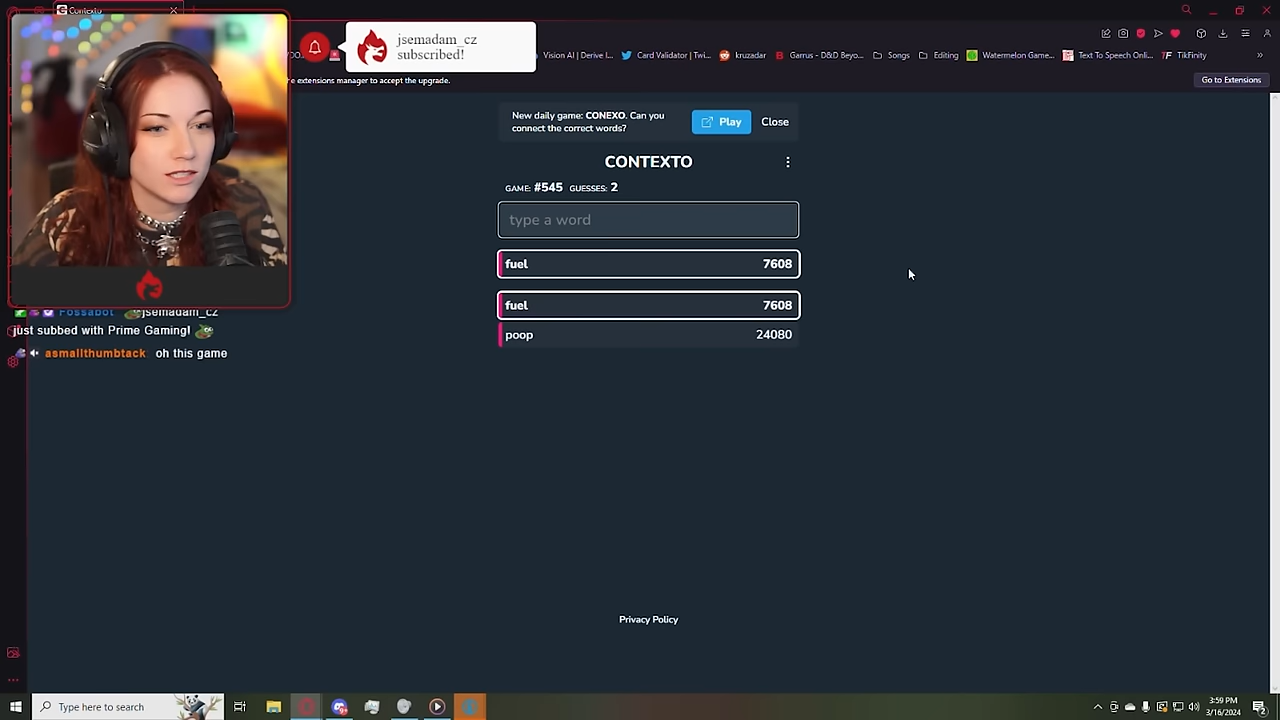 Contexto
jsemadam_cz
subscribed!
Vision AI | Derive I...
Card Validator | Twi...
kruzadar
Garrus - D&D Beyo...
Songs
Editing
Watermelon Game...
Text To Speech Onli...
TikFinity
e extensions manager to accept the upgrade.
Go to Extensions
New daily game: CONEXO. Can you
connect the correct words?
Play
Close
CONTEXTO
GAME: #545 GUESSES: 2
type a word
fuel 7608
fuel 7608
poop 24080
Fossabot jsemadam_cz
just subbed with Prime Gaming!
asmallthumbtack oh this game
Privacy Policy
Type here to search
3:59 PM
3/16/2024